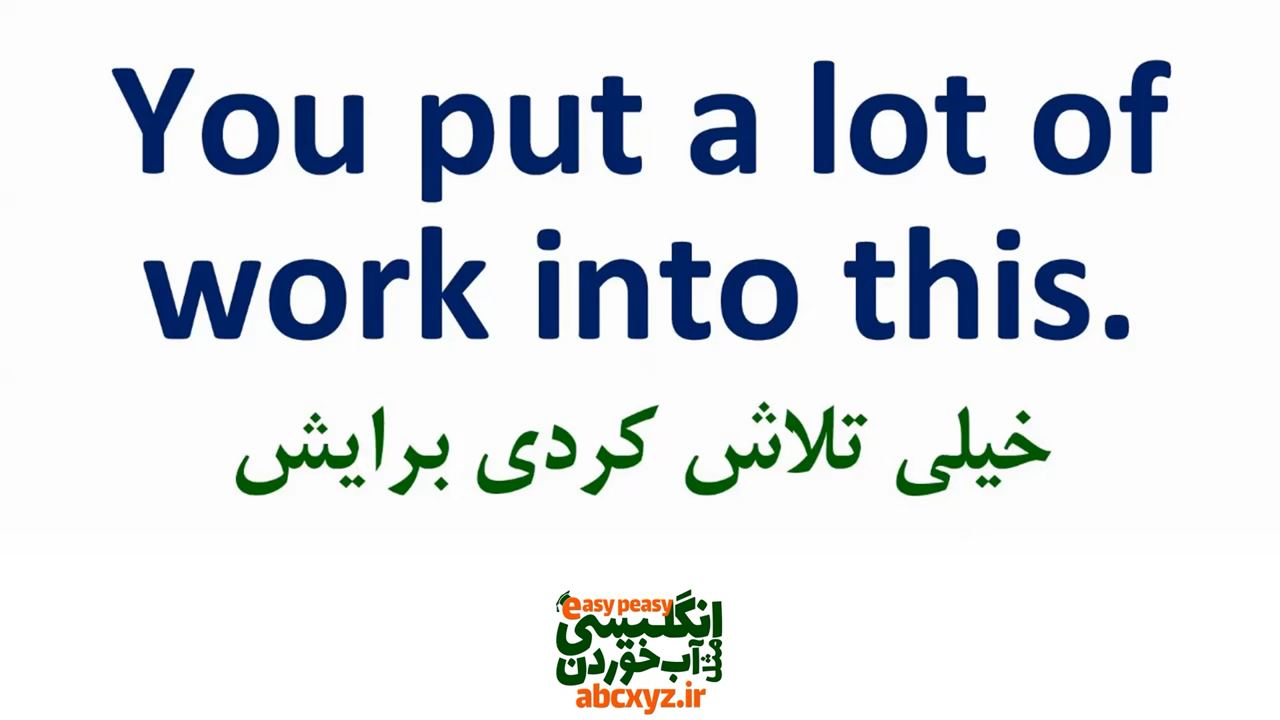 You put a lot of
work into this.
خیلی تلاش کردی برایش
easy peasy
انگلیسی
مثل
آب خوردن
abcxyz.ir